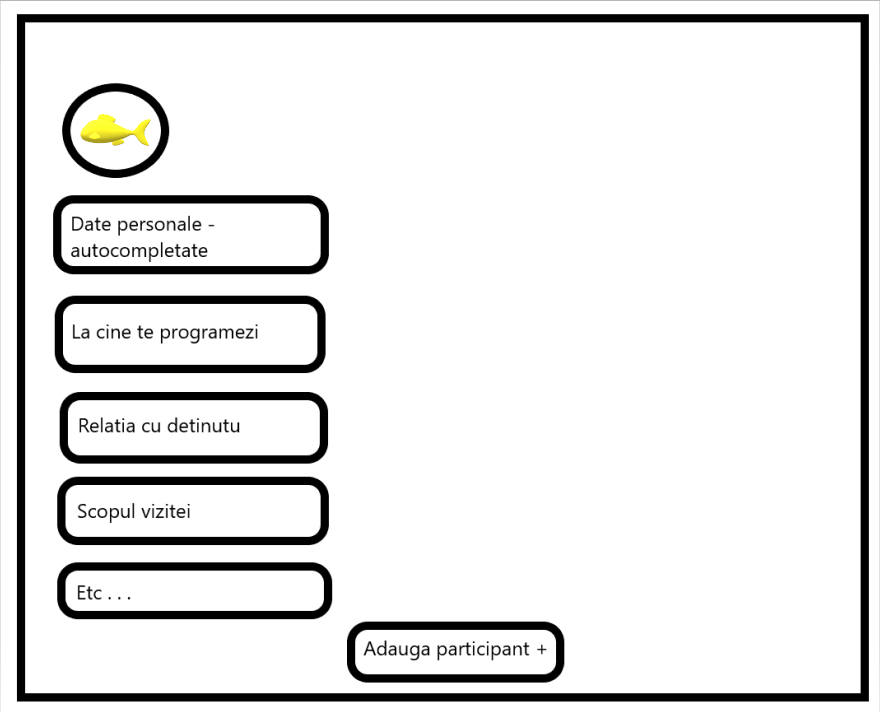 Date personale -
autocompletate
La cine te programezi
Relatia cu detinutu
Scopul vizitei
Etc . . .
Adauga participant +